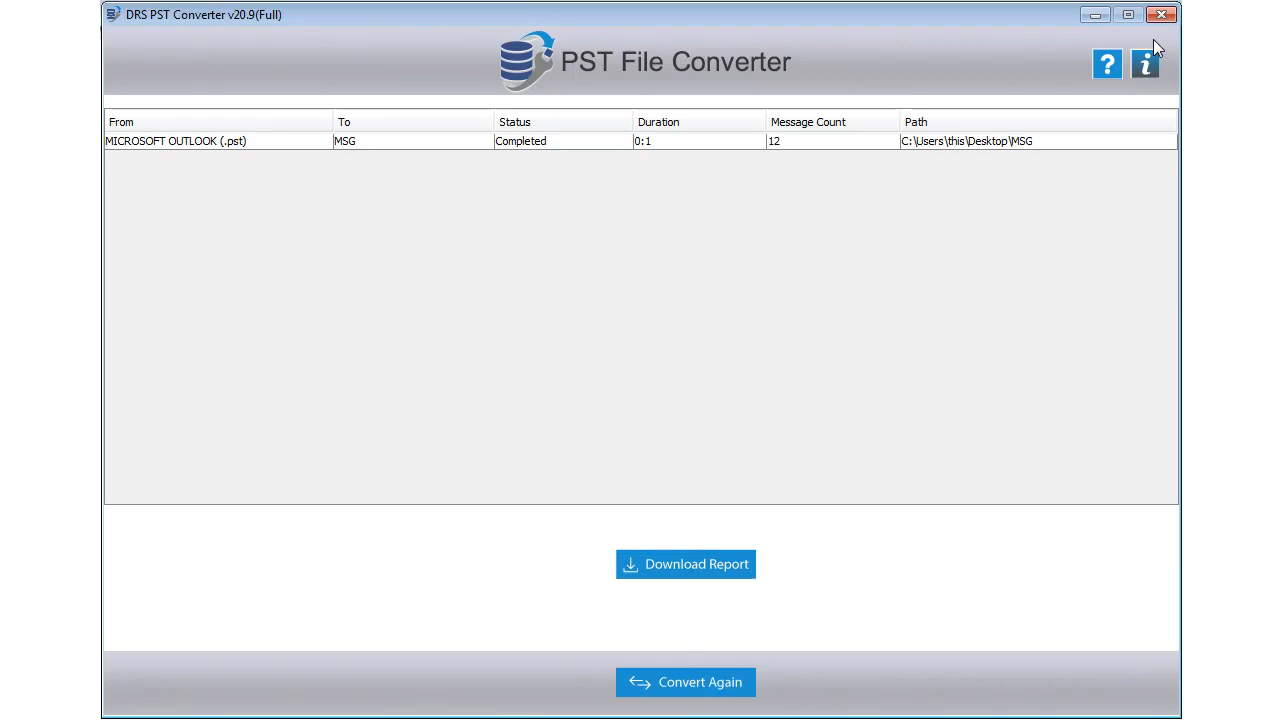 DRS PST Converter v20.9(Full)
PST File Converter
? i
From To Status Duration Message Count Path
MICROSOFT OUTLOOK (.pst) MSG Completed 0:1 12 C:\Users\this\Desktop\MSG
Download Report
Convert Again